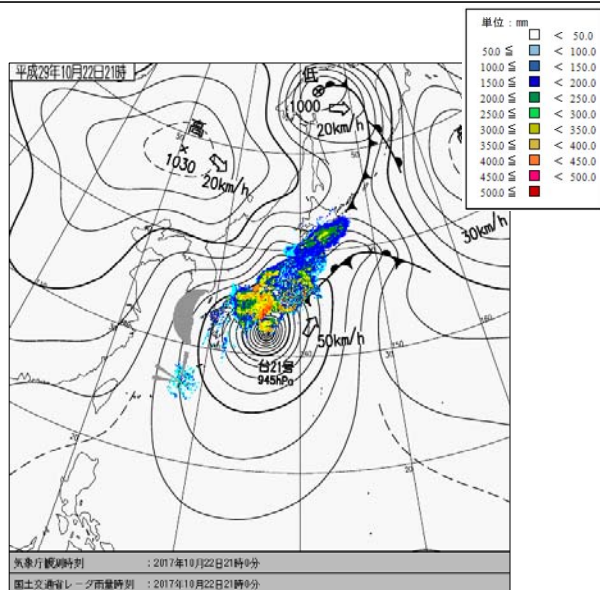 単位：㎜
< 50.0
50.0 ≦ < 100.0
100.0 ≦ < 150.0
150.0 ≦ < 200.0
200.0 ≦ < 250.0
250.0 ≦ < 300.0
300.0 ≦ < 350.0
350.0 ≦ < 400.0
400.0 ≦ < 450.0
450.0 ≦ < 500.0
500.0 ≦
平成29年10月22日21時
低
1000
20km/h
高
1030
20km/h
30km/h
50km/h
台21号
945hPa
気象庁観測時刻 ：2017年10月22日21時0分
国土交通省レーダ雨量時刻 ：2017年10月22日21時0分